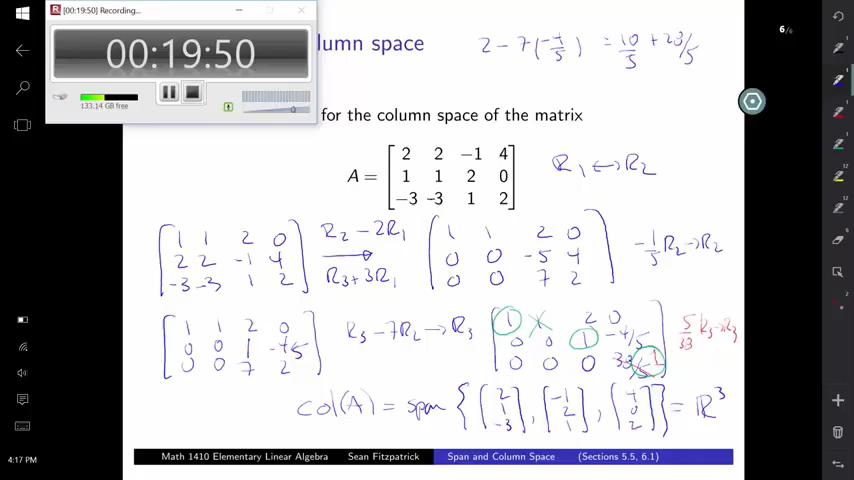 [00:19:50] Recording...
00:19:50
133.14 GB free
lumn space
2 - 7(-4/5) = 10/5 + 28/5
6/6
for the column space of the matrix
A = [2 2 −1 4
1 1 2 0
−3 −3 1 2]
R1 ↔ R2
[1 1 2 0
2 2 -1 4
-3 -3 1 2]
R2 - 2R1
R3 + 3R1
[1 1 2 0
0 0 -5 4
0 0 7 2]
-1/5 R2 → R2
[1 1 2 0
0 0 1 -4/5
0 0 7 2]
R3 - 7R2 → R3
[1 1 2 0
0 0 1 -4/5
0 0 0 1]
5/33 R3 → R3
col(A) = span {[2 1 -3], [-1 2 1], [4 0 2]} = ℝ³
Math 1410 Elementary Linear Algebra Sean Fitzpatrick Span and Column Space (Sections 5.5, 6.1)
4:17 PM